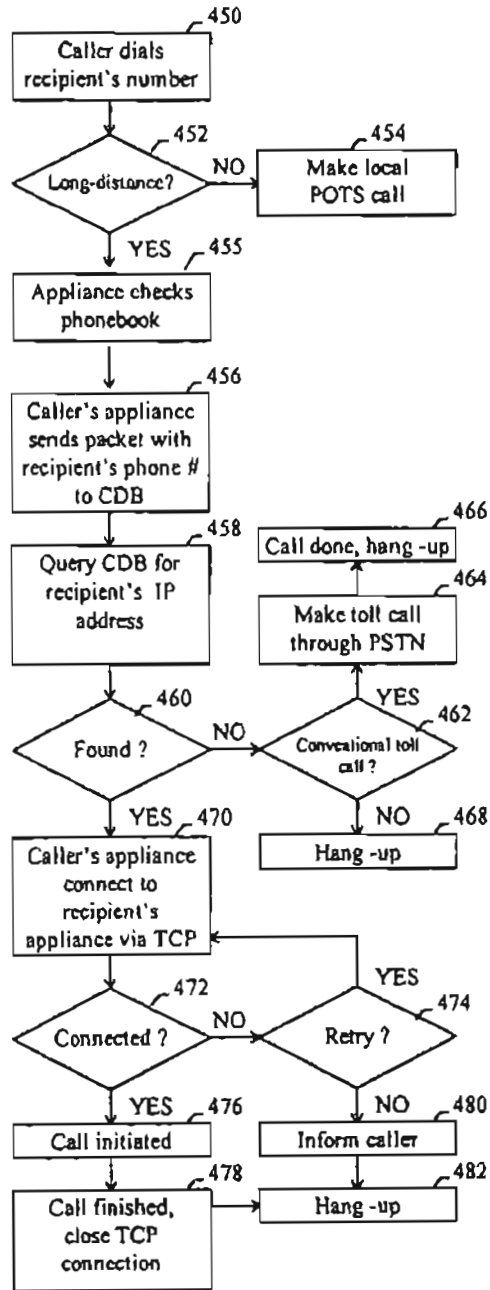 450
Caller dials
recipient's number
452
454
Long-distance?
NO
Make local
POTS call
YES
455
Appliance checks
phonebook
456
Caller's appliance
sends packet with
recipient's phone #
to CDB
458
Query CDB for
recipient's IP
address
466
Call done, hang -up
464
Make toll call
through PSTN
460
YES
462
Found ?
NO
Conventional toll
call ?
YES
470
NO
468
Caller's appliance
connect to
recipient's
appliance via TCP
Hang -up
472
YES
474
Connected ?
NO
Retry ?
YES
476
NO
480
Call initiated
Inform caller
478
482
Call finished,
close TCP
connection
Hang -up